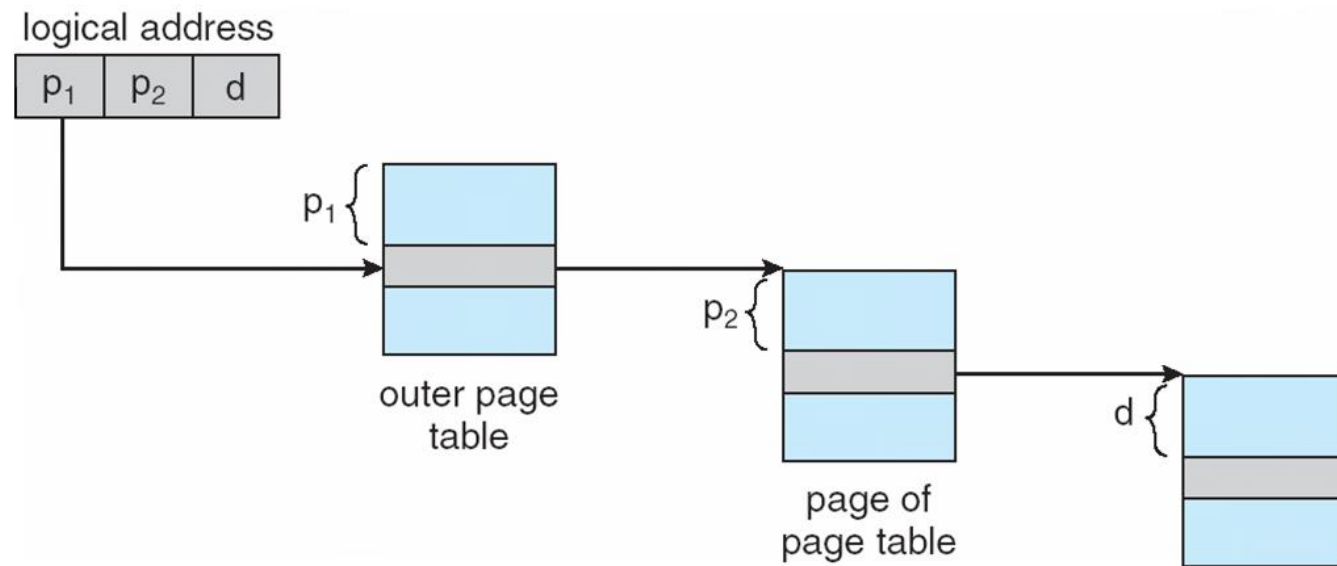 logical address
p₁ p₂ d
p₁
outer page
table
p₂
page of
page table
d